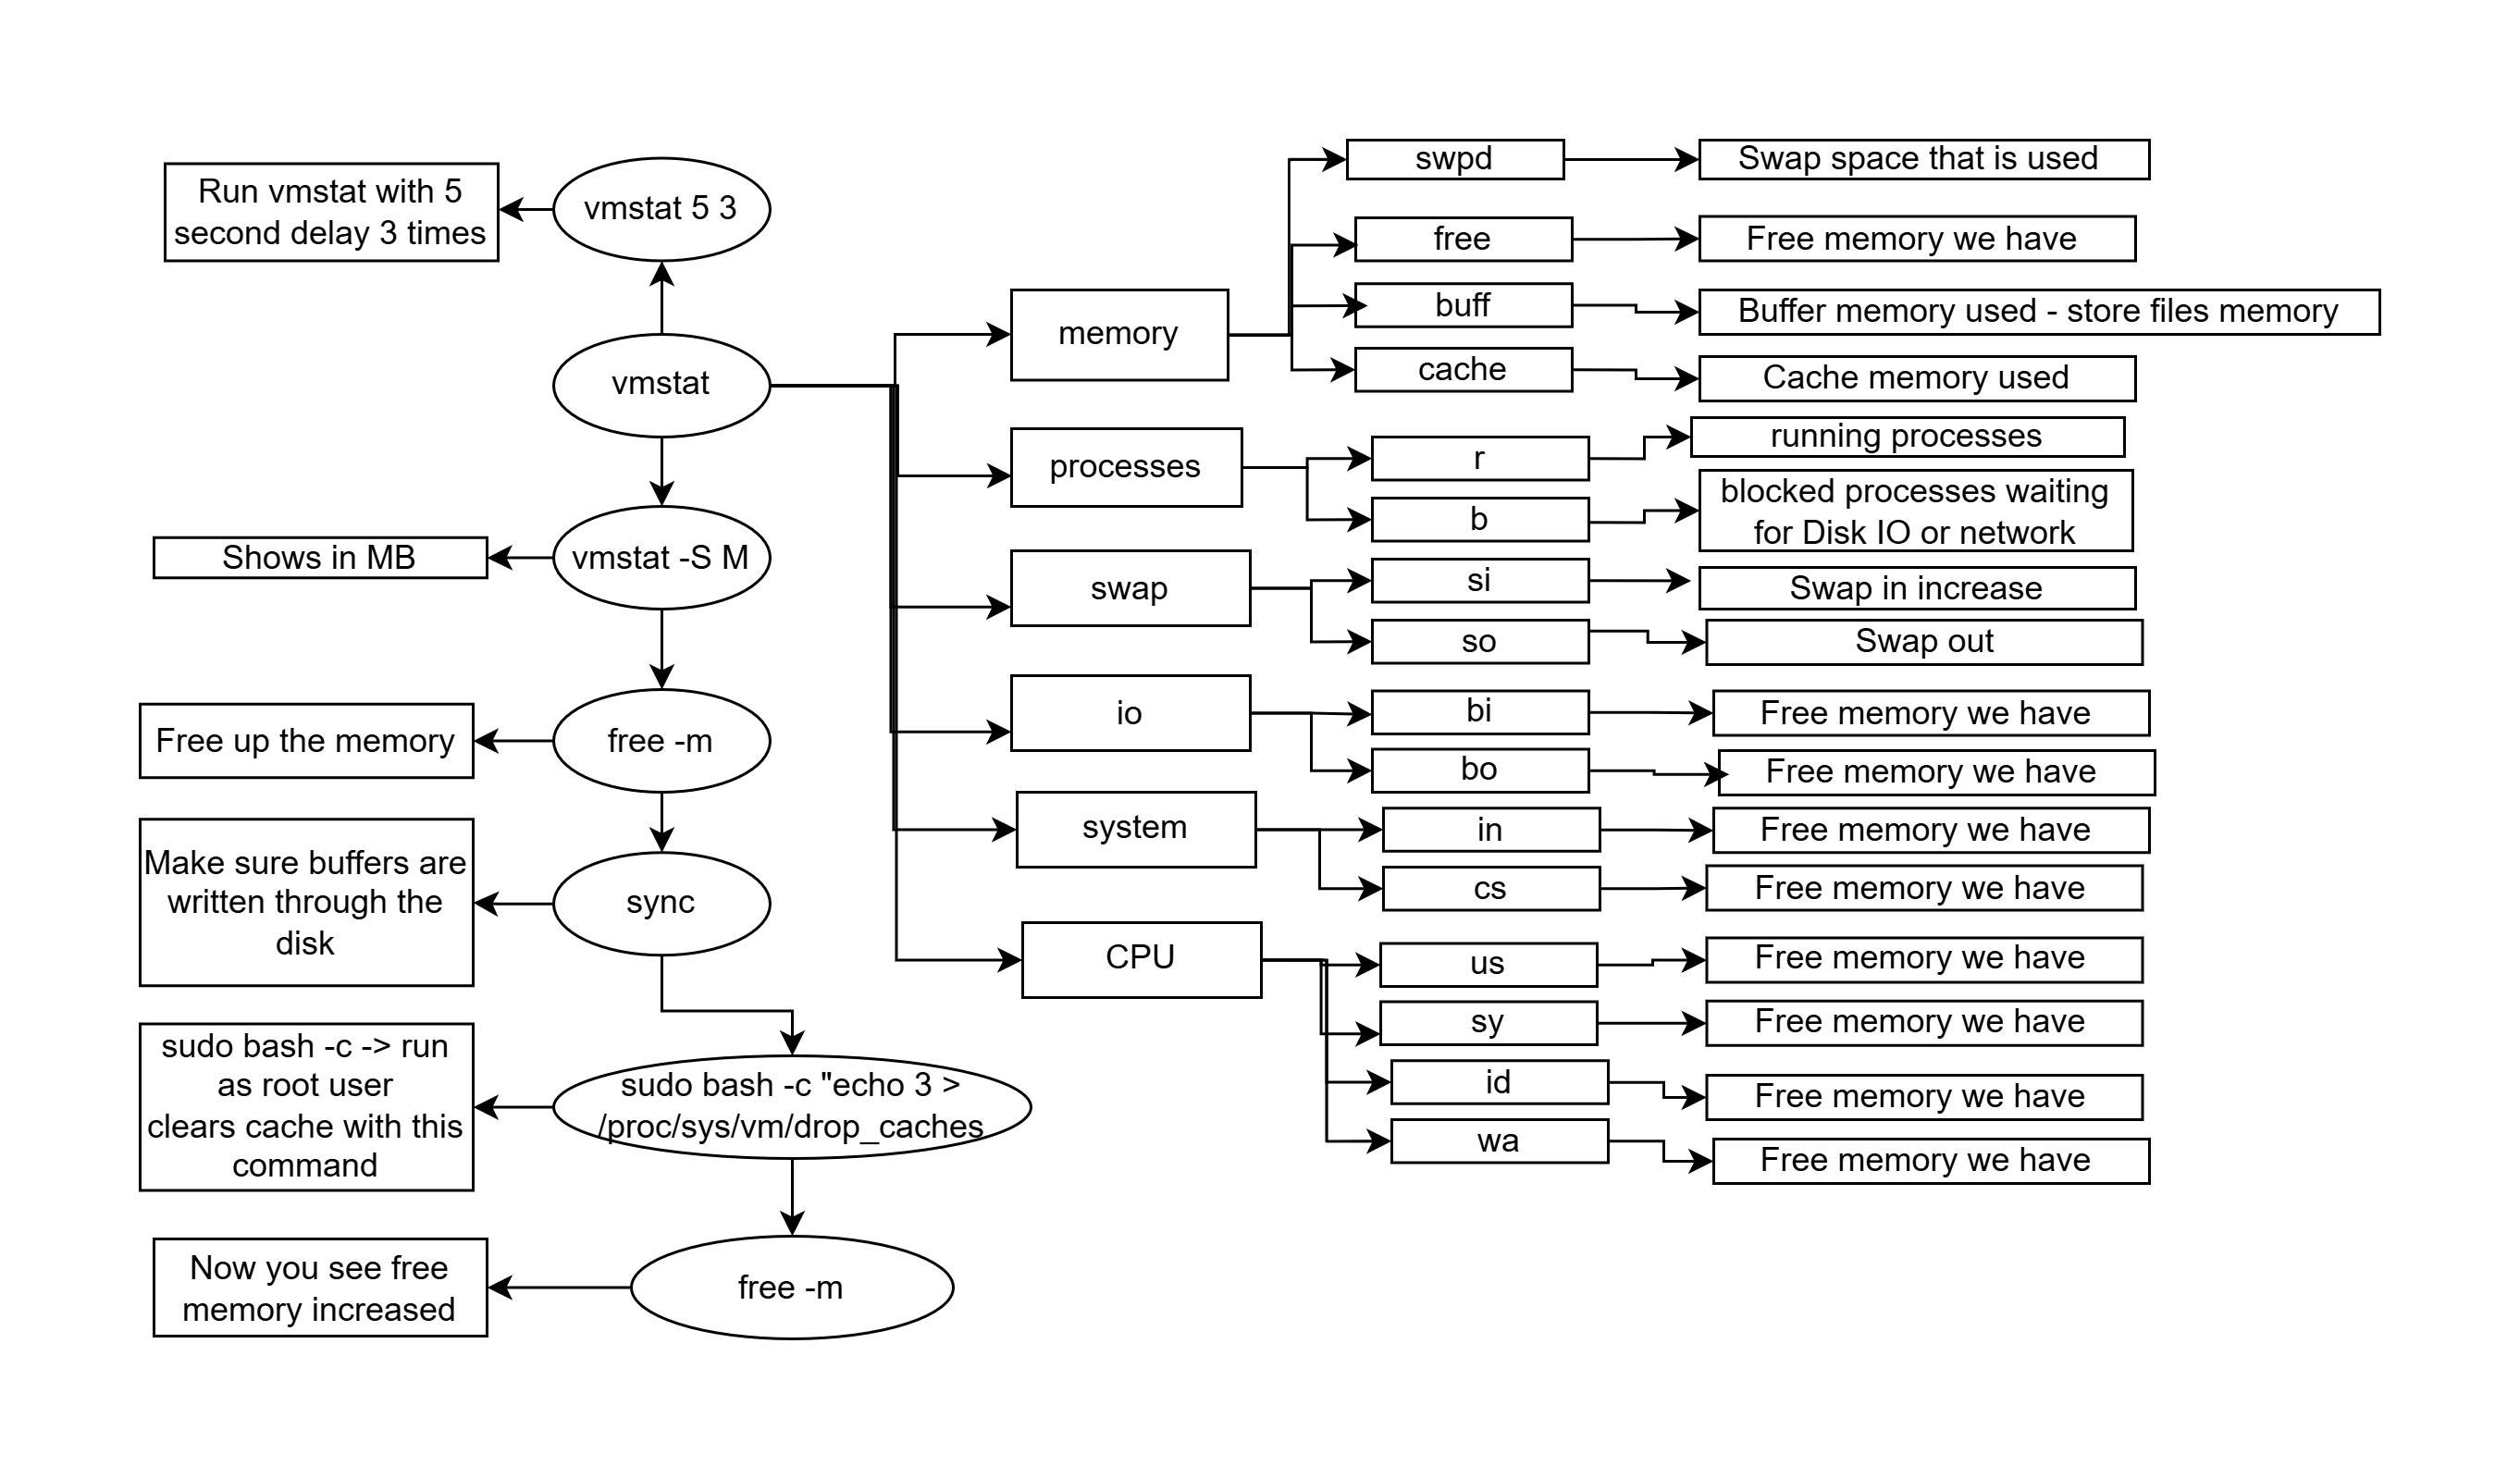 Run vmstat with 5
second delay 3 times
vmstat 5 3
vmstat
vmstat -S M
Shows in MB
Free up the memory
free -m
Make sure buffers are
written through the
disk
sync
sudo bash -c -> run
as root user
clears cache with this
command
sudo bash -c "echo 3 >
/proc/sys/vm/drop_caches
Now you see free
memory increased
free -m
memory
swpd
Swap space that is used
free
Free memory we have
buff
Buffer memory used - store files memory
cache
Cache memory used
processes
r
running processes
b
blocked processes waiting
for Disk IO or network
swap
si
Swap in increase
so
Swap out
io
bi
Free memory we have
bo
Free memory we have
system
in
Free memory we have
cs
Free memory we have
CPU
us
Free memory we have
sy
Free memory we have
id
Free memory we have
wa
Free memory we have